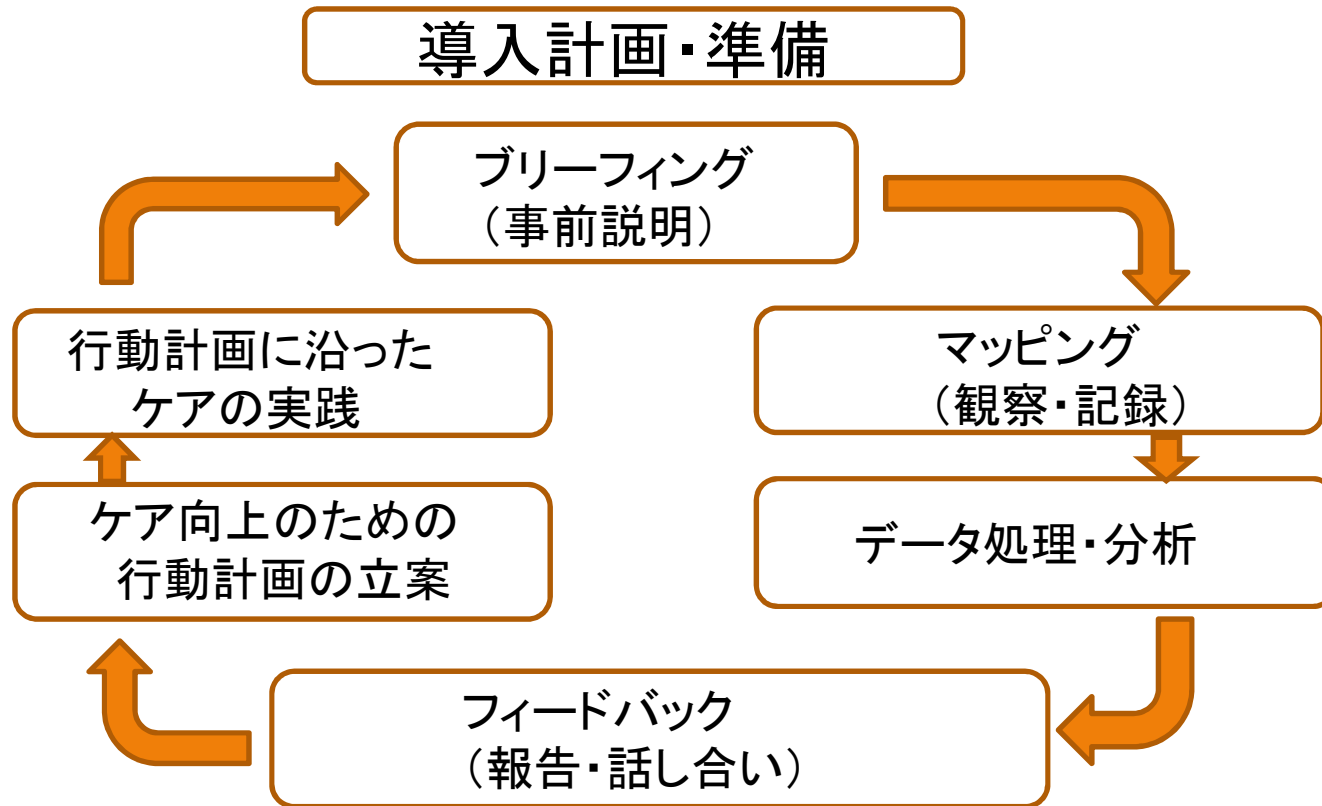 導入計画・準備
ブリーフィング
（事前説明）
マッピング
（観察・記録）
データ処理・分析
フィードバック
（報告・話し合い）
ケア向上のための
行動計画の立案
行動計画に沿った
ケアの実践